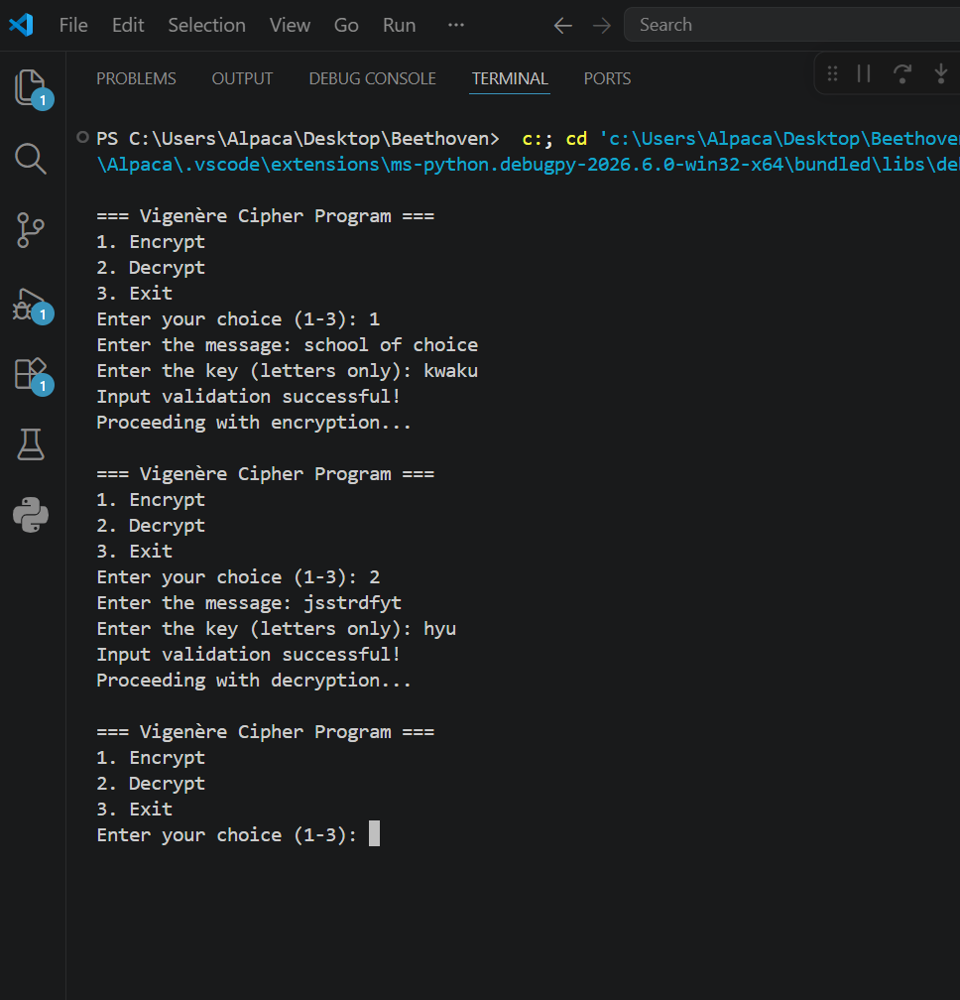 File Edit Selection View Go Run ··· ← → Search
PROBLEMS OUTPUT DEBUG CONSOLE TERMINAL PORTS
1
PS C:\Users\Alpaca\Desktop\Beethoven> c:; cd 'c:\Users\Alpaca\Desktop\Beethoven
\Alpaca\.vscode\extensions\ms-python.debugpy-2026.6.0-win32-x64\bundled\libs\de
=== Vigenère Cipher Program ===
1. Encrypt
2. Decrypt
3. Exit
1
Enter your choice (1-3): 1
Enter the message: school of choice
Enter the key (letters only): kwaku
1
Input validation successful!
Proceeding with encryption...
=== Vigenère Cipher Program ===
1. Encrypt
2. Decrypt
3. Exit
Enter your choice (1-3): 2
Enter the message: jsstrdfyt
Enter the key (letters only): hyu
Input validation successful!
Proceeding with decryption...
=== Vigenère Cipher Program ===
1. Encrypt
2. Decrypt
3. Exit
Enter your choice (1-3):